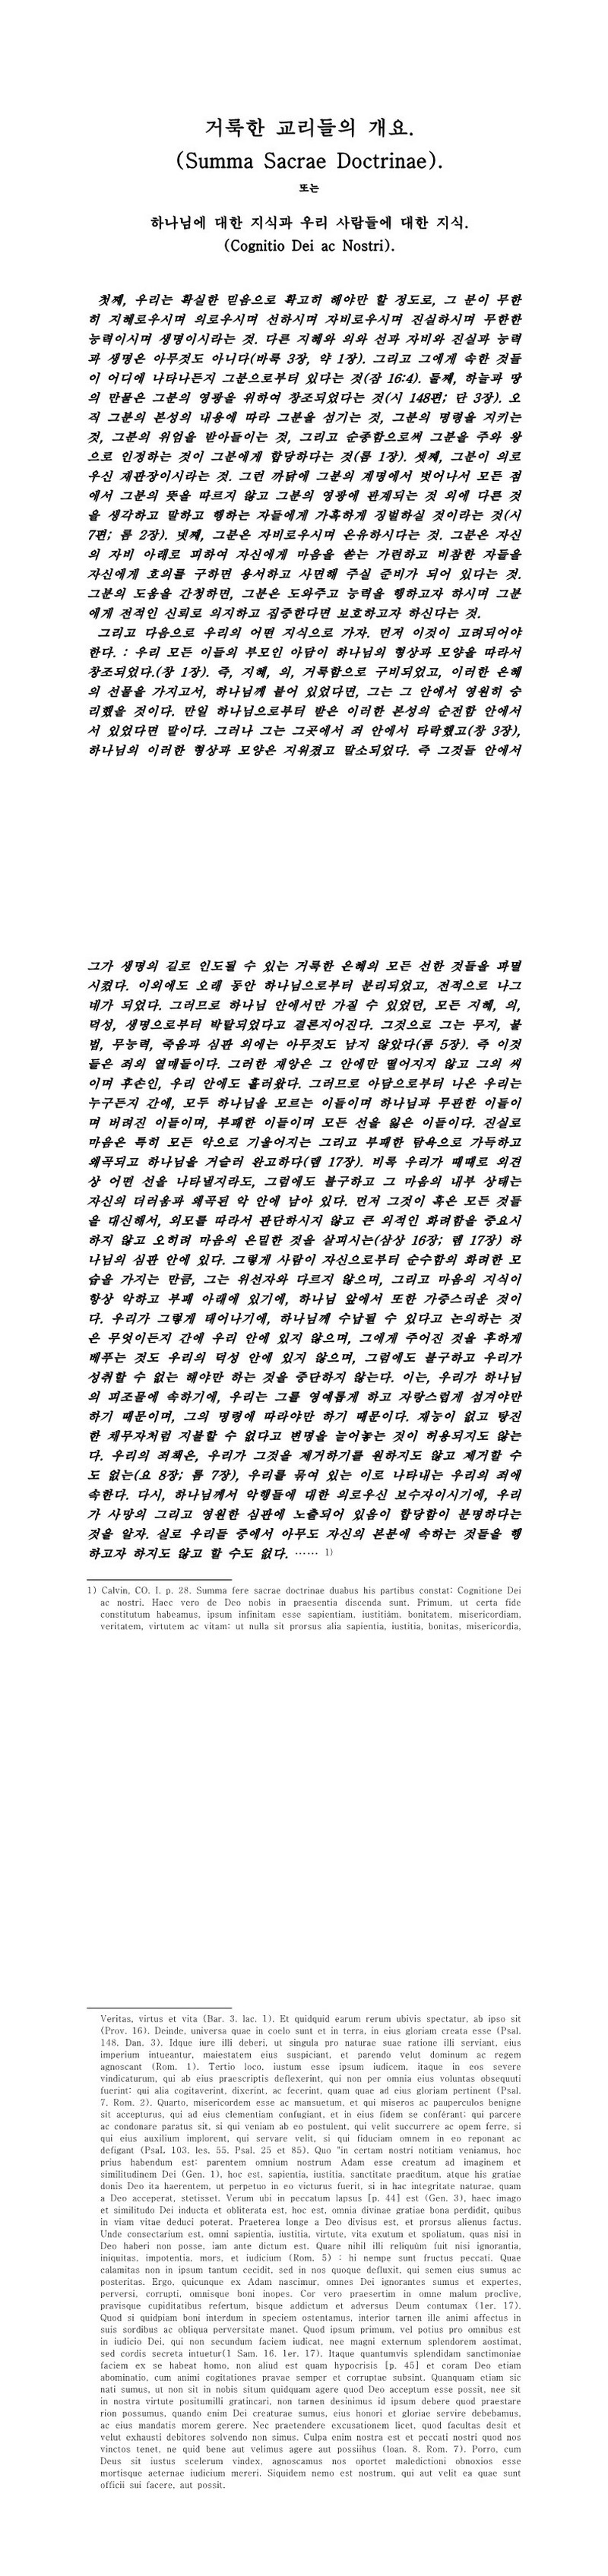 거룩한 교리들의 개요.
(Summa Sacrae Doctrinae).
또는
하나님에 대한 지식과 우리 사람들에 대한 지식.
(Cognitio Dei ac Nostri).
첫째, 우리는 확실한 믿음으로 확고히 해야만 할 정도로, 그 분이 무한
히 지혜로우시며 의로우시며 선하시며 자비로우시며 진실하시며 무한한
능력이시며 생명이시라는 것. 다른 지혜와 의와 선과 자비와 진실과 능력
과 생명은 아무것도 아니다(바룩 3장, 약 1장). 그리고 그에게 속한 것들
이 어디에 나타나든지 그분으로부터 있다는 것(잠 16:4). 둘째, 하늘과 땅
의 만물은 그분의 영광을 위하여 창조되었다는 것(시 148편; 단 3장). 오
직 그분의 본성의 내용에 따라 그분을 섬기는 것, 그분의 명령을 지키는
것, 그분의 위엄을 받아들이는 것, 그리고 순종함으로써 그분을 주와 왕
으로 인정하는 것이 그분에게 합당하다는 것(롬 1장). 셋째, 그분이 의로
우신 재판장이시라는 것. 그런 까닭에 그분의 계명에서 벗어나서 모든 점
에서 그분의 뜻을 따르지 않고 그분의 영광에 관계되는 것 외에 다른 것
을 생각하고 말하고 행하는 자들에게 가혹하게 징벌하실 것이라는 것(시
7편; 롬 2장). 넷째, 그분은 자비로우시며 온유하시다는 것. 그분은 자신
의 자비 아래로 피하여 자신에게 마음을 쏟는 가련하고 비참한 자들을
자신에게 호의를 구하면 용서하고 사면해 주실 준비가 되어 있다는 것.
그분의 도움을 간청하면, 그분은 도와주고 능력을 행하고자 하시며 그분
에게 전적인 신뢰로 의지하고 집중한다면 보호하고자 하신다는 것.
그리고 다음으로 우리의 어떤 지식으로 가자. 먼저 이것이 고려되어야
한다. : 우리 모든 이들의 부모인 아담이 하나님의 형상과 모양을 따라서
창조되었다.(창 1장). 즉, 지혜, 의, 거룩함으로 구비되었고, 이러한 은혜
의 선물을 가지고서, 하나님께 붙어 있었다면, 그는 그 안에서 영원히 승
리했을 것이다. 만일 하나님으로부터 받은 이러한 본성의 순전함 안에서
서 있었다면 말이다. 그러나 그는 그곳에서 죄 안에서 타락했고(창 3장),
하나님의 이러한 형상과 모양은 지워졌고 말소되었다. 즉 그것들 안에서
그가 생명의 길로 인도될 수 있는 거룩한 은혜의 모든 선한 것들을 파멸
시켰다. 이외에도 오래 동안 하나님으로부터 분리되었고, 전적으로 나그
네가 되었다. 그러므로 하나님 안에서만 가질 수 있었던, 모든 지혜, 의,
덕성, 생명으로부터 박탈되었다고 결론지어진다. 그것으로 그는 무지, 불
법, 무능력, 죽음과 심판 외에는 아무것도 남지 않았다(롬 5장). 즉 이것
들은 죄의 열매들이다. 그러한 재앙은 그 안에만 떨어지지 않고 그의 씨
이며 후손인, 우리 안에도 흘러왔다. 그러므로 아담으로부터 나온 우리는
누구든지 간에, 모두 하나님을 모르는 이들이며 하나님과 무관한 이들이
며 버려진 이들이며, 부패한 이들이며 모든 선을 잃은 이들이다. 진실로
마음은 특히 모든 악으로 기울어지는 그리고 부패한 탐욕으로 가득하고
왜곡되고 하나님을 거슬러 완고하다(렘 17장). 비록 우리가 때때로 외견
상 어떤 선을 나타낼지라도, 그럼에도 불구하고 그 마음의 내부 상태는
자신의 더러움과 왜곡된 악 안에 남아 있다. 먼저 그것이 혹은 모든 것들
을 대신해서, 외모를 따라서 판단하시지 않고 큰 외적인 화려함을 중요시
하지 않고 오히려 마음의 은밀한 것을 살피시는(삼상 16장; 렘 17장) 하
나님의 심판 안에 있다. 그렇게 사람이 자신으로부터 순수함의 화려한 모
습을 가지는 만큼, 그는 위선자와 다르지 않으며, 그리고 마음의 지식이
항상 악하고 부패 아래에 있기에, 하나님 앞에서 또한 가증스러운 것이
다. 우리가 그렇게 태어나기에, 하나님께 수납될 수 있다고 논의하는 것
은 무엇이든지 간에 우리 안에 있지 않으며, 그에게 주어진 것을 후하게
베푸는 것도 우리의 덕성 안에 있지 않으며, 그럼에도 불구하고 우리가
성취할 수 없는 해야만 하는 것을 중단하지 않는다. 이는, 우리가 하나님
의 피조물에 속하기에, 우리는 그를 영예롭게 하고 자랑스럽게 섬겨야만
하기 때문이며, 그의 명령에 따라야만 하기 때문이다. 재능이 없고 탕진
한 채무자처럼 지불할 수 없다고 변명을 늘어놓는 것이 허용되지도 않는
다. 우리의 죄책은, 우리가 그것을 제거하기를 원하지도 않고 제거할 수
도 없는(요 8장; 롬 7장), 우리를 묶여 있는 이로 나타내는 우리의 죄에
속한다. 다시, 하나님께서 악행들에 대한 의로우신 보수자이시기에, 우리
가 사망의 그리고 영원한 심판에 노출되어 있음이 합당함이 분명하다는
것을 알자. 실로 우리들 중에서 아무도 자신의 본분에 속하는 것들을 행
하고자 하지도 않고 할 수도 없다. …… 1)
1) Calvin, CO. I. p. 28. Summa fere sacrae doctrinae duabus his partibus constat: Cognitione Dei
ac nostri. Haec vero de Deo nobis in praesentia discenda sunt. Primum, ut certa fide
constitutum habeamus, ipsum infinitam esse sapientiam, iustitiâm, bonitatem, misericordiam,
veritatem, virtutem ac vitam: ut nulla sit prorsus alia sapientia, iustitia, bonitas, misericordia,
Veritas, virtus et vita (Bar. 3. lac. 1). Et quidquid earum rerum ubivis spectatur, ab ipso sit
(Prov. 16). Deinde, universa quae in coelo sunt et in terra, in eius gloriam creata esse (Psal.
148. Dan. 3). Idque iure illi deberi, ut singula pro naturae suae ratione illi serviant, eius
imperium intueantur, maiestatem eius suspiciant, et parendo velut dominum ac regem
agnoscant (Rom. 1). Tertio loco, iustum esse ipsum iudicem, itaque in eos severe
vindicaturum, qui ab eius praescriptis deflexerint, qui non per omnia eius voluntas obsequuti
fuerint: qui alia cogitaverint, dixerint, ac fecerint, quam quae ad eius gloriam pertinent (Psal.
7. Rom. 2). Quarto, misericordem esse ac mansuetum, et qui miseros ac pauperculos benigne
sit accepturus, qui ad eius clementiam confugiant, et in eius fidem se conférant: qui parcere
ac condonare paratus sit, si qui veniam ab eo postulent, qui velit succurrere ac opem ferre, si
qui eius auxilium implorent, qui servare velit, si qui fiduciam omnem in eo reponant ac
defigant (PsaL 103. les. 55. Psal. 25 et 85). Quo "in certam nostri notitiam veniamus, hoc
prius habendum est: parentem omnium nostrum Adam esse creatum ad imaginem et
similitudinem Dei (Gen. 1), hoc est, sapientia, iustitia, sanctitate praeditum, atque his gratiae
donis Deo ita haerentem, ut perpetuo in eo victurus fuerit, si in hac integritate naturae, quam
a Deo acceperat, stetisset. Verum ubi in peccatum lapsus [p. 44] est (Gen. 3), haec imago
et similitudo Dei inducta et obliterata est, hoc est, omnia divinae gratiae bona perdidit, quibus
in viam vitae deduci poterat. Praeterea longe a Deo divisus est, et prorsus alienus factus.
Unde consectarium est, omni sapientia, iustitia, virtute, vita exutum et spoliatum, quas nisi in
Deo haberi non posse, iam ante dictum est. Quare nihil illi reliquùm fuit nisi ignorantia,
iniquitas, impotentia, mors, et iudicium (Rom. 5) : hi nempe sunt fructus peccati. Quae
calamitas non in ipsum tantum cecidit, sed in nos quoque defluxit, qui semen eius sumus ac
posteritas. Ergo, quicunque ex Adam nascimur, omnes Dei ignorantes sumus et expertes,
perversi, corrupti, omnisque boni inopes. Cor vero praesertim in omne malum proclive,
pravisque cupiditatibus refertum, bisque addictum et adversus Deum contumax (1er. 17).
Quod si quidpiam boni interdum in speciem ostentamus, interior tarnen ille animi affectus in
suis sordibus ac obliqua perversitate manet. Quod ipsum primum, vel potius pro omnibus est
in iudicio Dei, qui non secundum faciem iudicat, nee magni externum splendorem aostimat,
sed cordis secreta intuetur(1 Sam. 16. 1er. 17). Itaque quantumvis splendidam sanctimoniae
faciem ex se habeat homo, non aliud est quam hypocrisis [p. 45] et coram Deo etiam
abominatio, cum animi cogitationes pravae semper et corruptae subsint. Quanquam etiam sic
nati sumus, ut non sit in nobis situm quidquam agere quod Deo acceptum esse possit, nee sit
in nostra virtute positumilli gratincari, non tarnen desinimus id ipsum debere quod praestare
rion possumus, quando enim Dei creaturae sumus, eius honori et gloriae servire debebamus,
ac eius mandatis morem gerere. Nec praetendere excusationem licet, quod facultas desit et
velut exhausti debitores solvendo non simus. Culpa enim nostra est et peccati nostri quod nos
vinctos tenet, ne quid bene aut velimus agere aut possiïbus (Ioan. 8. Rom. 7). Porro, cum
Deus sit iustus scelerum vindex, agnoscamus nos oportet maledictioni obnoxios esse
mortisque aeternae iudicium mereri. Siquidem nemo est nostrum, qui aut velit ea quae sunt
officii sui facere, aut possit.